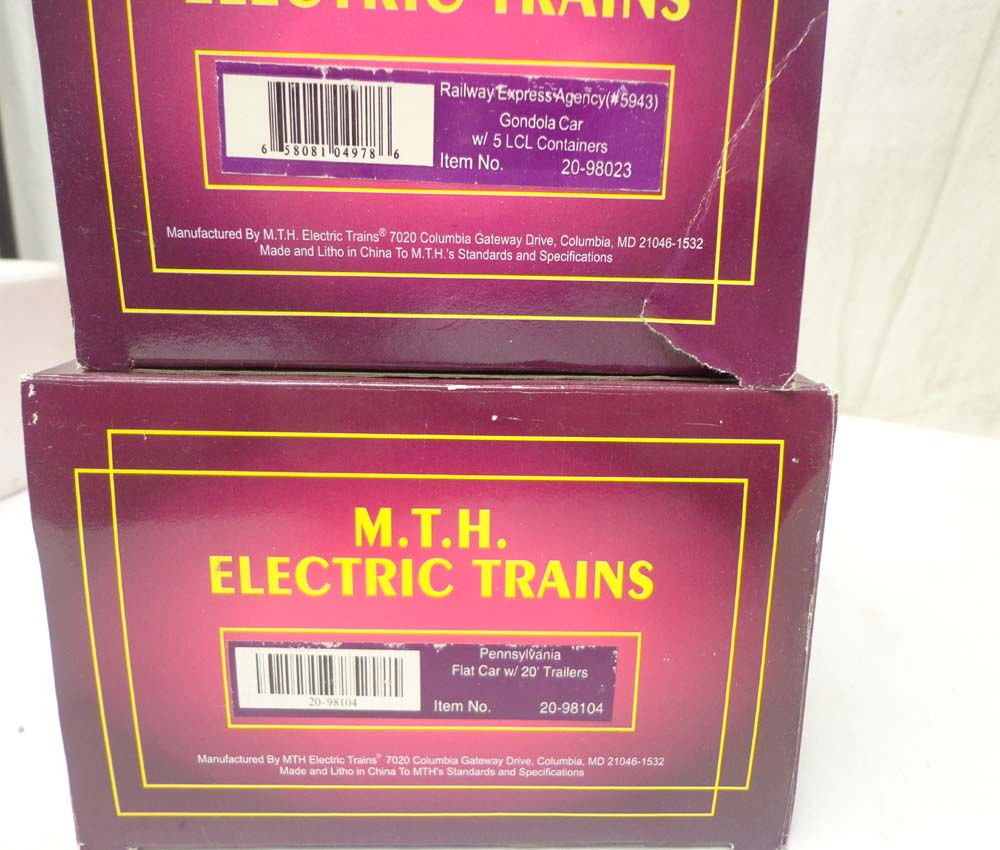 ELECTRIC TRAINS
Railway Express Agency(#5943)
Gondola Car
w/ 5 LCL Containers
Item No. 20-98023
6 58081 04978 6
Manufactured By M.T.H. Electric Trains® 7020 Columbia Gateway Drive, Columbia, MD 21046-1532
Made and Litho in China To M.T.H.'s Standards and Specifications
M.T.H.
ELECTRIC TRAINS
Pennsylvania
Flat Car w/ 20' Trailers
Item No. 20-98104
20-98104
Manufactured By MTH Electric Trains® 7020 Columbia Gateway Drive, Columbia, MD 21046-1532
Made and Litho in China To MTH's Standards and Specifications